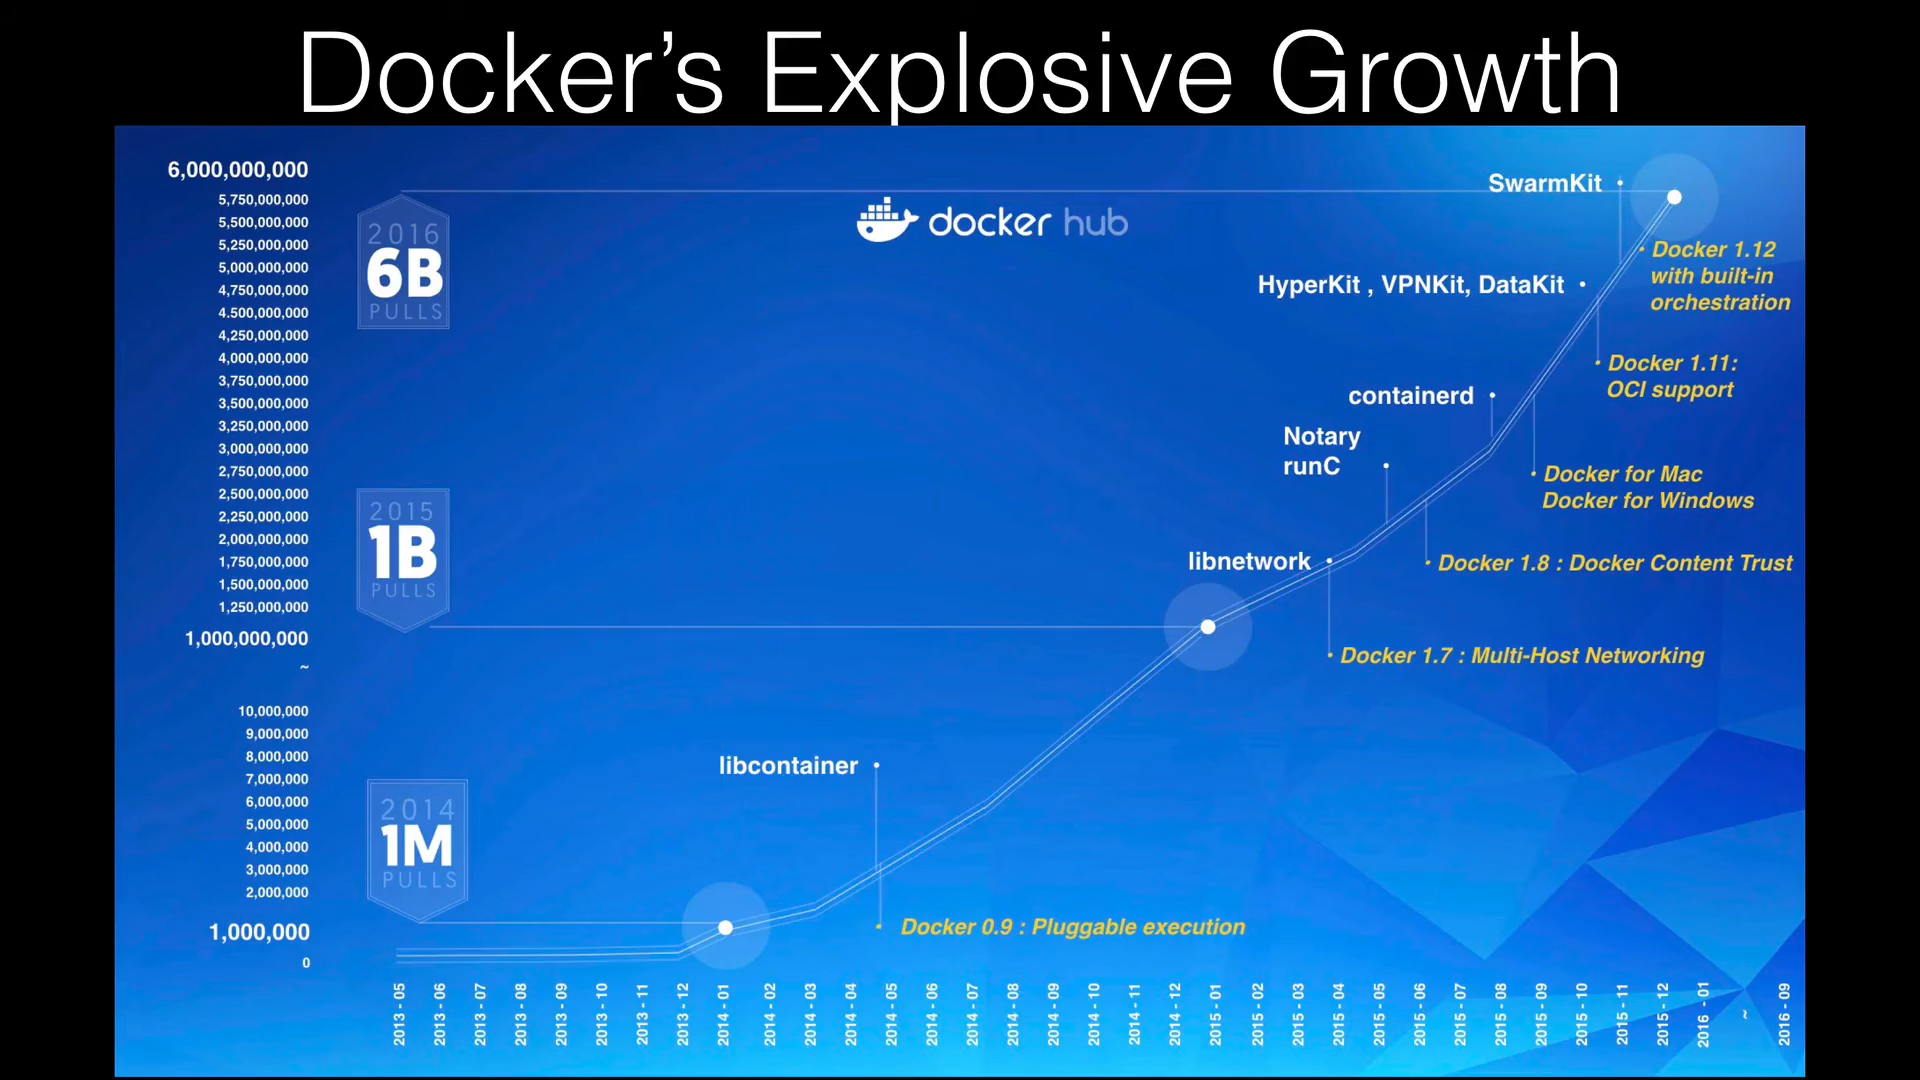 Docker’s Explosive Growth
6,000,000,000
5,750,000,000
5,500,000,000
5,250,000,000
5,000,000,000
4,750,000,000
4.500,000,000
4,250,000,000
4,000,000,000
3,750,000,000
3,500,000,000
3,250,000,000
3,000,000,000
2,750,000,000
2,500,000,000
2,250,000,000
2,000,000,000
1,750,000,000
1,500,000,000
1,250,000,000
1,000,000,000
~
10,000,000
9,000,000
8,000,000
7,000,000
6,000,000
5,000,000
4,000,000
3,000,000
2,000,000
1,000,000
0
2016
6B
PULLS
2015
1B
PULLS
2014
1M
PULLS
docker hub
SwarmKit
Docker 1.12
with built-in
orchestration
HyperKit , VPNKit, DataKit
Docker 1.11:
OCI support
containerd
Notary
runC
Docker for Mac
Docker for Windows
libnetwork
Docker 1.8 : Docker Content Trust
Docker 1.7 : Multi-Host Networking
libcontainer
Docker 0.9 : Pluggable execution
2013 - 05
2013 - 06
2013 - 07
2013 - 08
2013 - 09
2013 - 10
2013 - 11
2013 - 12
2014 - 01
2014 - 02
2014 - 03
2014 - 04
2014 - 05
2014 - 06
2014 - 07
2014 - 08
2014 - 09
2014 - 10
2014 - 11
2014 - 12
2015 - 01
2015 - 02
2015 - 03
2015 - 04
2015 - 05
2015 - 06
2015 - 07
2015 - 08
2015 - 09
2015 - 10
2015 - 11
2015 - 12
2016 - 01
~
2016 - 09